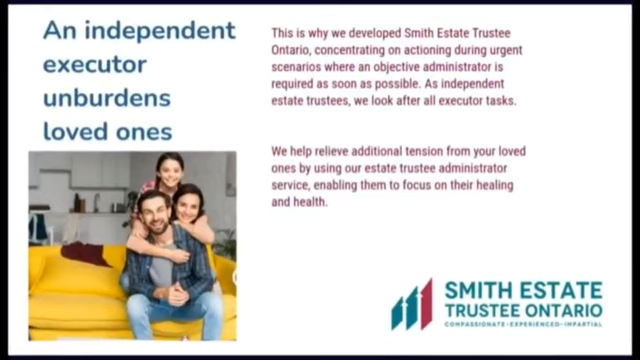 An independent
executor
unburdens
loved ones
This is why we developed Smith Estate Trustee
Ontario, concentrating on actioning during urgent
scenarios where an objective administrator is
required as soon as possible. As independent
estate trustees, we look after all executor tasks.
We help relieve additional tension from your loved
ones by using our estate trustee administrator
service, enabling them to focus on their healing
and health.
SMITH ESTATE
TRUSTEE ONTARIO
COMPASSIONATE•EXPERIENCED•IMPARTIAL